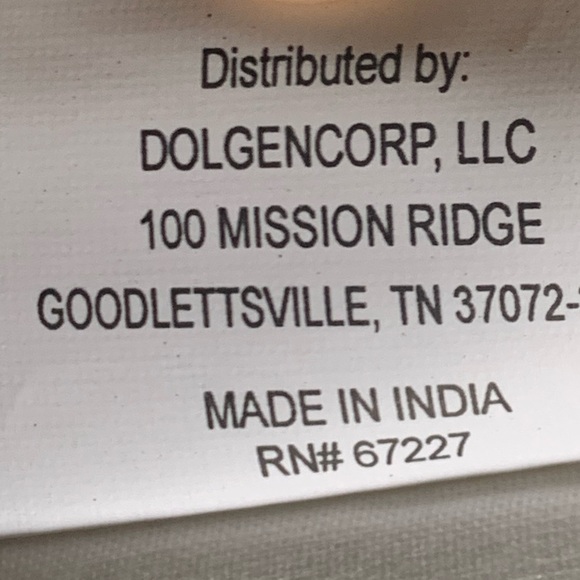 Distributed by:
DOLGENCORP, LLC
100 MISSION RIDGE
GOODLETTSVILLE, TN 37072-
MADE IN INDIA
RN# 67227